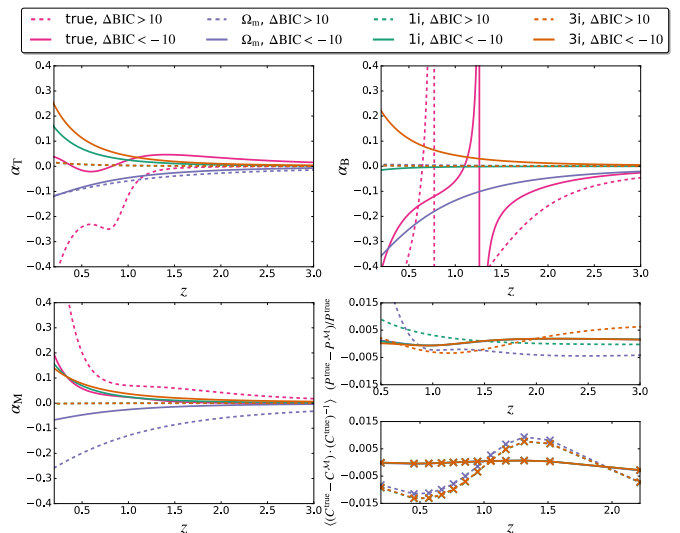 true, ΔBIC > 10 Ωm, ΔBIC > 10 1i, ΔBIC > 10 3i, ΔBIC > 10
true, ΔBIC < −10 Ωm, ΔBIC < −10 1i, ΔBIC < −10 3i, ΔBIC < −10
0.4 0.4
0.3 0.3
0.2 0.2
0.1 0.1
0.0 0.0
−0.1 −0.1
−0.2 −0.2
−0.3 −0.3
−0.4 −0.4
αT αB
0.5 1.0 1.5 2.0 2.5 3.0 0.5 1.0 1.5 2.0 2.5 3.0
z z
0.4
0.3
0.2
0.1
0.0
−0.1
−0.2
−0.3
−0.4
αM
0.5 1.0 1.5 2.0 2.5 3.0
z
0.015
0.005
−0.005
−0.015
(P^true − P^ℳ)/P^true
0.5 1.0 1.5 2.0 2.5 3.0
z
0.015
0.005
−0.005
−0.015
⟨(C^true − C^ℳ) · (C^true)^−1⟩
0.5 1.0 1.5 2.0
z